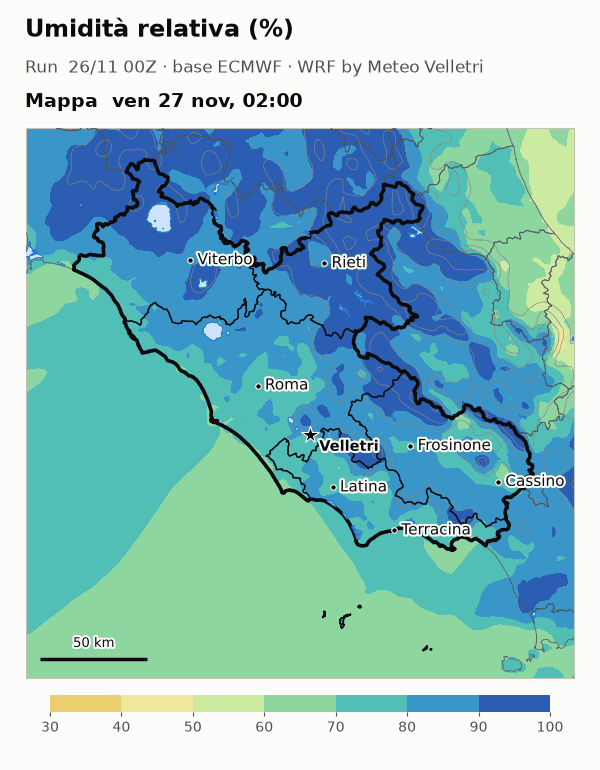 Umidità relativa (%)
Run  26/11 00Z · base ECMWF · WRF by Meteo Velletri
Mappa  ven 27 nov, 02:00
Viterbo
Rieti
Roma
Velletri
Frosinone
Cassino
Latina
Terracina
50 km
30 40 50 60 70 80 90 100